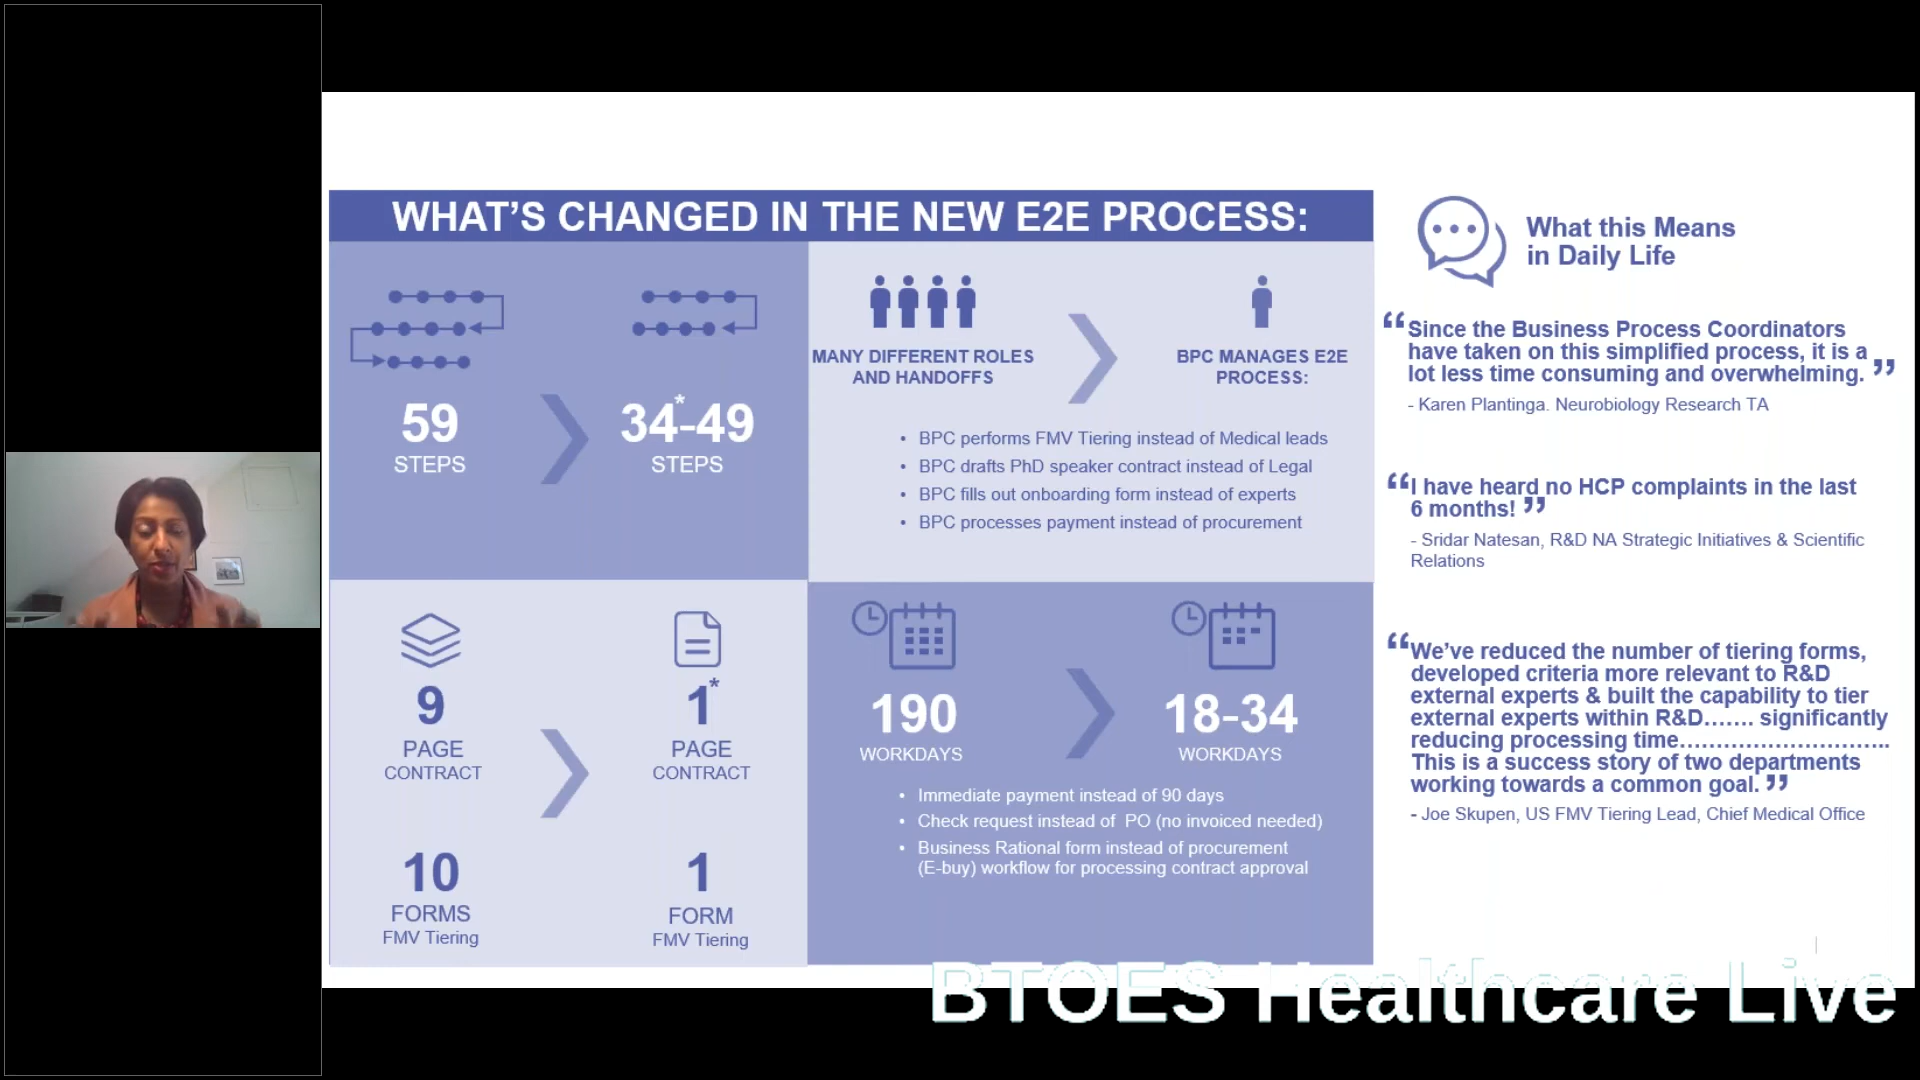 WHAT'S CHANGED IN THE NEW E2E PROCESS:
59
STEPS
34-49*
STEPS
MANY DIFFERENT ROLES
AND HANDOFFS
BPC MANAGES E2E
PROCESS:
• BPC performs FMV Tiering instead of Medical leads
• BPC drafts PhD speaker contract instead of Legal
• BPC fills out onboarding form instead of experts
• BPC processes payment instead of procurement
9
PAGE
CONTRACT
1*
PAGE
CONTRACT
10
FORMS
FMV Tiering
1
FORM
FMV Tiering
190
WORKDAYS
18-34
WORKDAYS
• Immediate payment instead of 90 days
• Check request instead of PO (no invoiced needed)
• Business Rational form instead of procurement
(E-buy) workflow for processing contract approval
What this Means
in Daily Life
“Since the Business Process Coordinators
have taken on this simplified process, it is a
lot less time consuming and overwhelming.”
- Karen Plantinga. Neurobiology Research TA
“I have heard no HCP complaints in the last
6 months!”
- Sridar Natesan, R&D NA Strategic Initiatives & Scientific
Relations
“We've reduced the number of tiering forms,
developed criteria more relevant to R&D
external experts & built the capability to tier
external experts within R&D……. significantly
reducing processing time………………………..
This is a success story of two departments
working towards a common goal.”
- Joe Skupen, US FMV Tiering Lead, Chief Medical Office
BTOES Healthcare Live